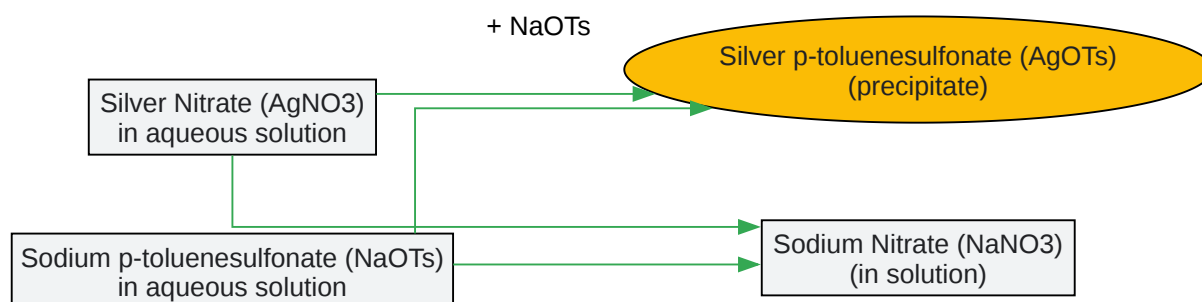 + NaOTs
Silver p-toluenesulfonate (AgOTs)
(precipitate)
Silver Nitrate (AgNO3)
in aqueous solution
Sodium p-toluenesulfonate (NaOTs)
in aqueous solution
Sodium Nitrate (NaNO3)
(in solution)